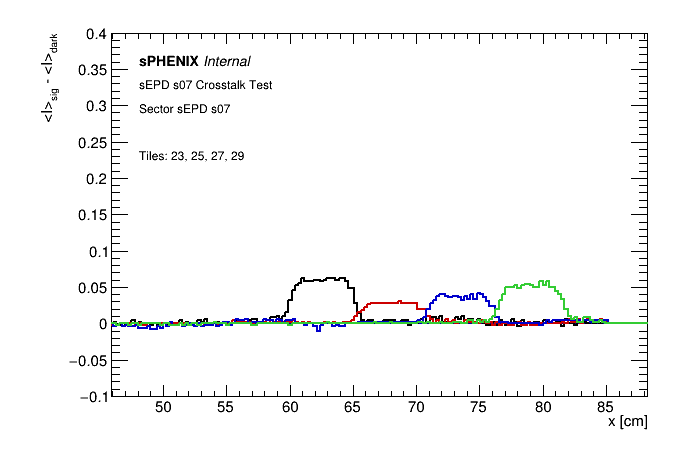 <I>sig - <I>dark
0.4
0.35
0.3
0.25
0.2
0.15
0.1
0.05
0
−0.05
−0.1
sPHENIX Internal
sEPD s07 Crosstalk Test
Sector sEPD s07
Tiles: 23, 25, 27, 29
50 55 60 65 70 75 80 85
x [cm]